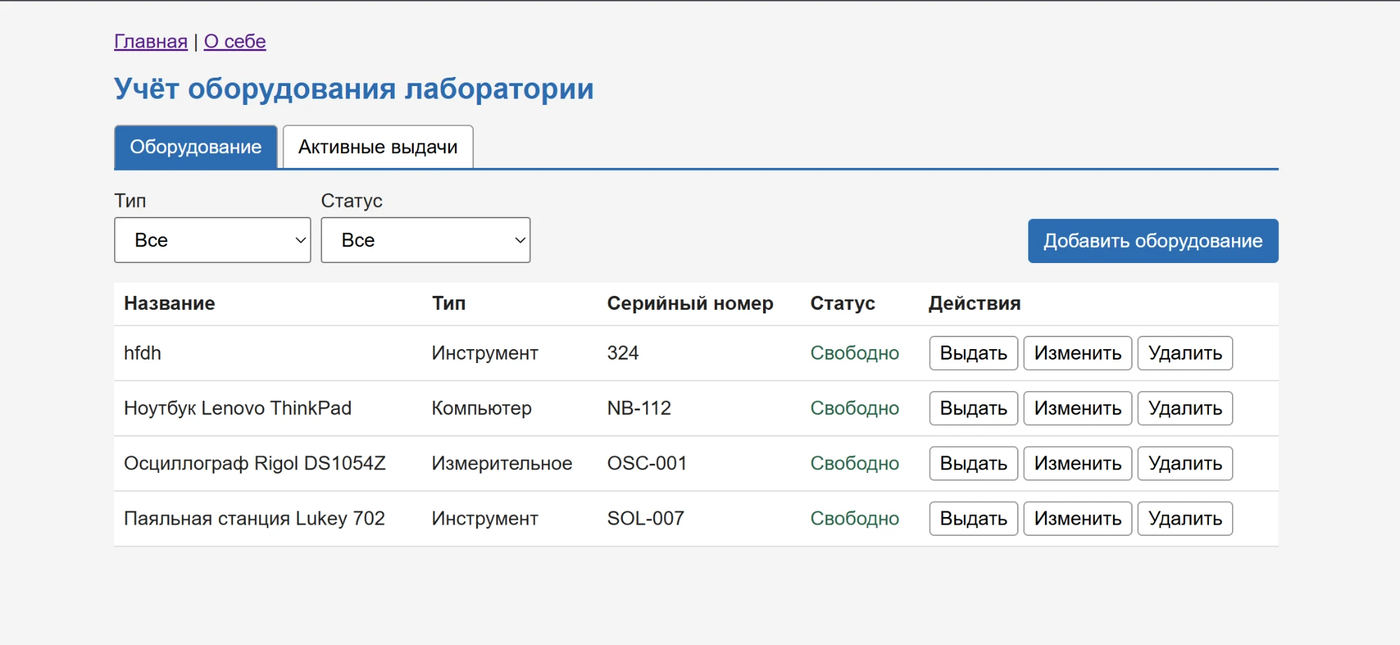 Главная | О себе
Учёт оборудования лаборатории
Оборудование Активные выдачи
Тип Статус
Все Все Добавить оборудование
Название Тип Серийный номер Статус Действия
hfdh Инструмент 324 Свободно Выдать Изменить Удалить
Ноутбук Lenovo ThinkPad Компьютер NB-112 Свободно Выдать Изменить Удалить
Осциллограф Rigol DS1054Z Измерительное OSC-001 Свободно Выдать Изменить Удалить
Паяльная станция Lukey 702 Инструмент SOL-007 Свободно Выдать Изменить Удалить